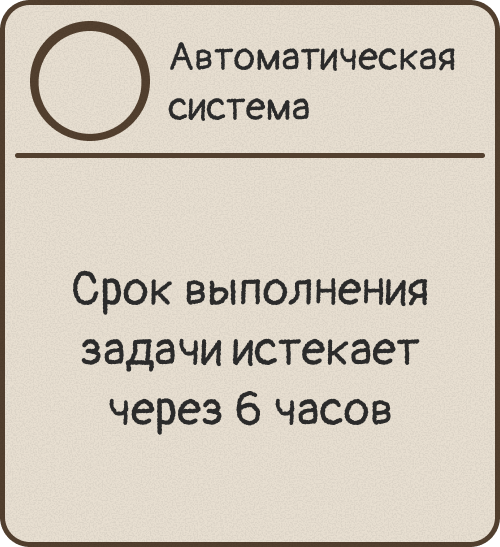 Автоматическая
система
Срок выполнения
задачи истекает
через 6 часов